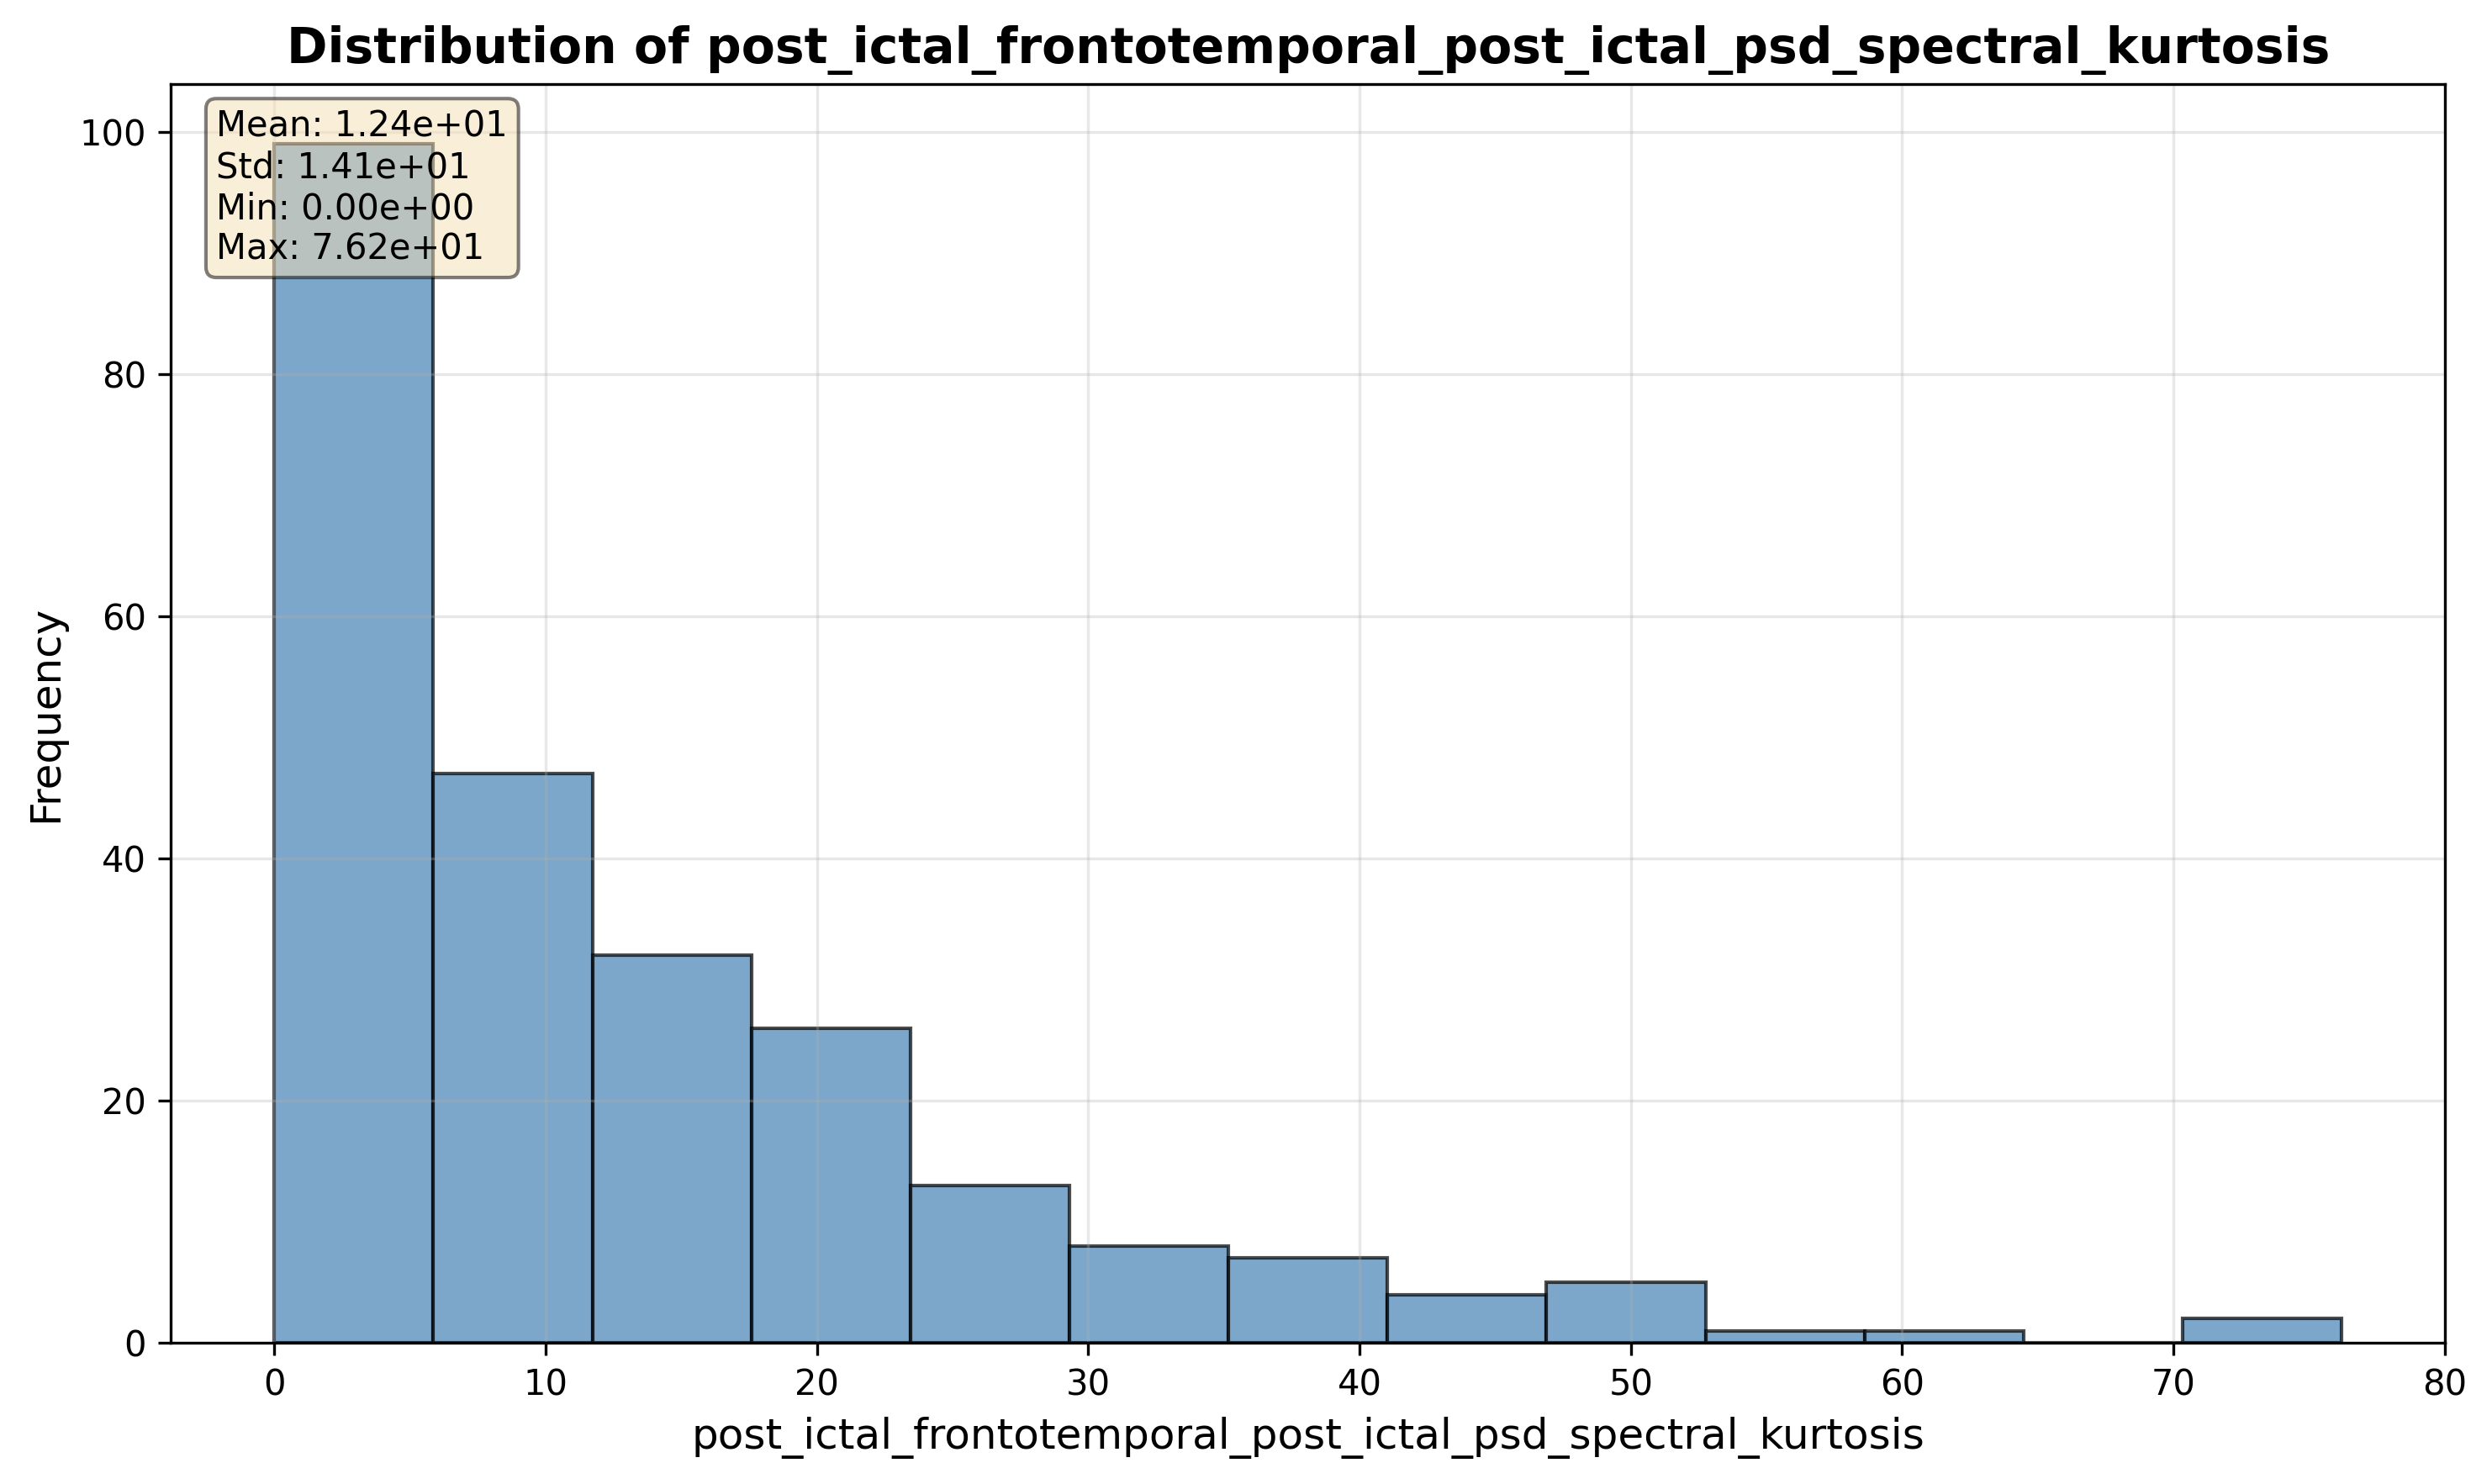 Distribution of post_ictal_frontotemporal_post_ictal_psd_spectral_kurtosis
Mean: 1.24e+01
Std: 1.41e+01
Min: 0.00e+00
Max: 7.62e+01
100
80
60
40
20
0
Frequency
0 10 20 30 40 50 60 70 80
post_ictal_frontotemporal_post_ictal_psd_spectral_kurtosis